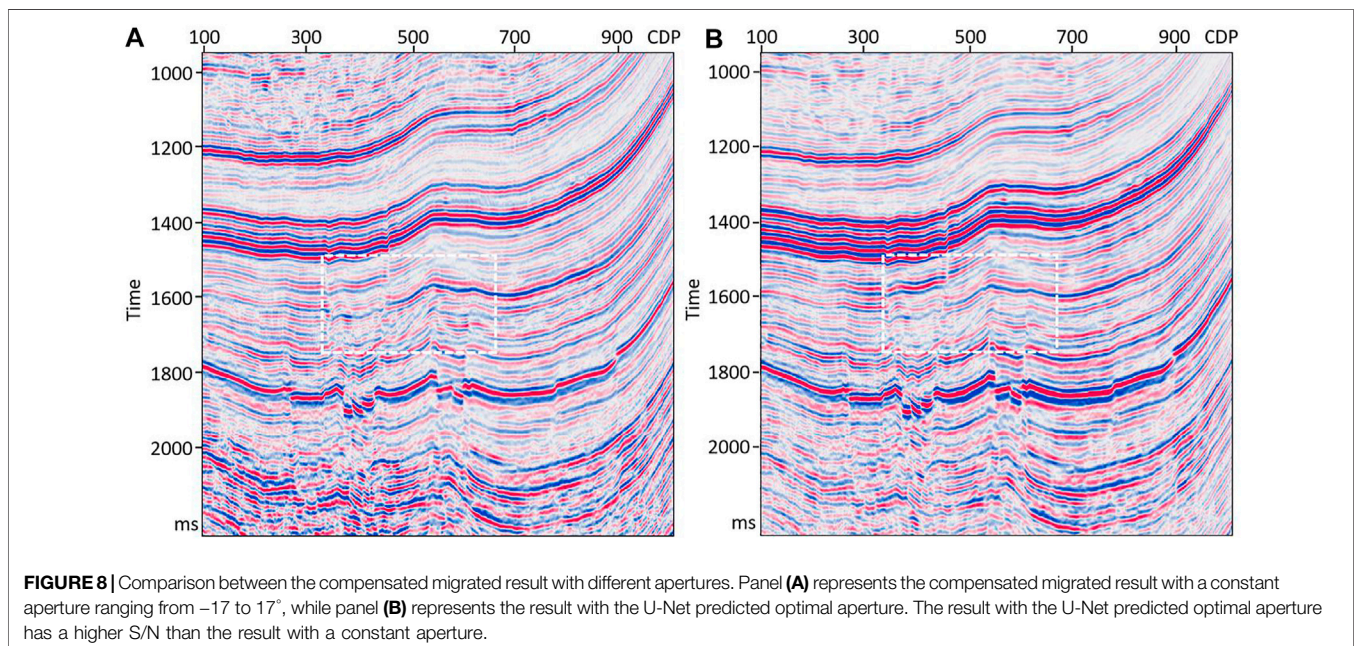 A 100 300 500 700 900 CDP
B 100 300 500 700 900 CDP
1000
1200
1400
1600
1800
2000
ms
Time
1000
1200
1400
1600
1800
2000
ms
Time
FIGURE 8 | Comparison between the compensated migrated result with different apertures. Panel (A) represents the compensated migrated result with a constant
aperture ranging from −17 to 17°, while panel (B) represents the result with the U-Net predicted optimal aperture. The result with the U-Net predicted optimal aperture
has a higher S/N than the result with a constant aperture.